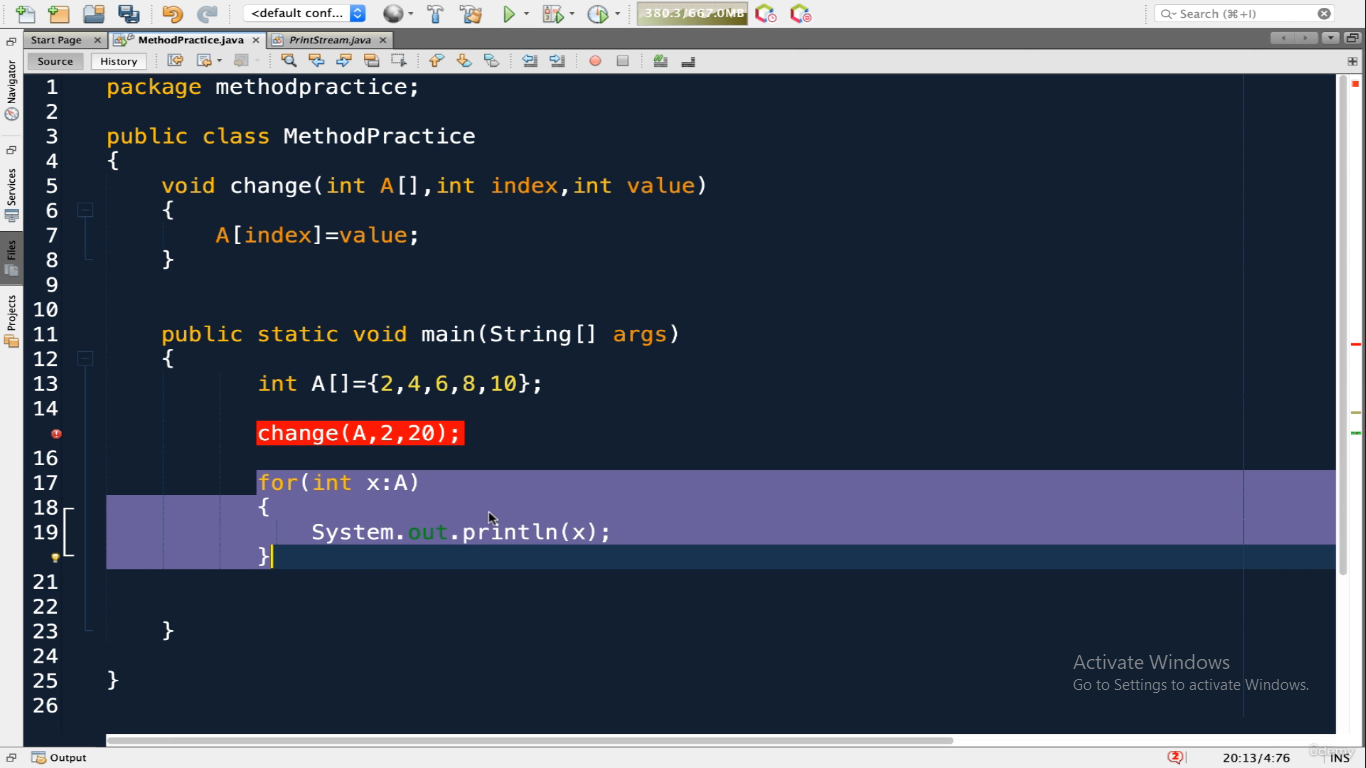 <default conf...
380.3/667.0MB
Search (⌘+I)
Start Page
MethodPractice.java
PrintStream.java
Source
History
Navigator
Services
Files
Projects
1 package methodpractice;
2
3 public class MethodPractice
4 {
5 void change(int A[],int index,int value)
6 {
7 A[index]=value;
8 }
9
10
11 public static void main(String[] args)
12 {
13 int A[]={2,4,6,8,10};
14
change(A,2,20);
16
17 for(int x:A)
18 {
19 System.out.println(x);
}
21
22
23 }
24
25 }
26
Activate Windows
Go to Settings to activate Windows.
Output
2
20:13/4:76
INS
ûdemy